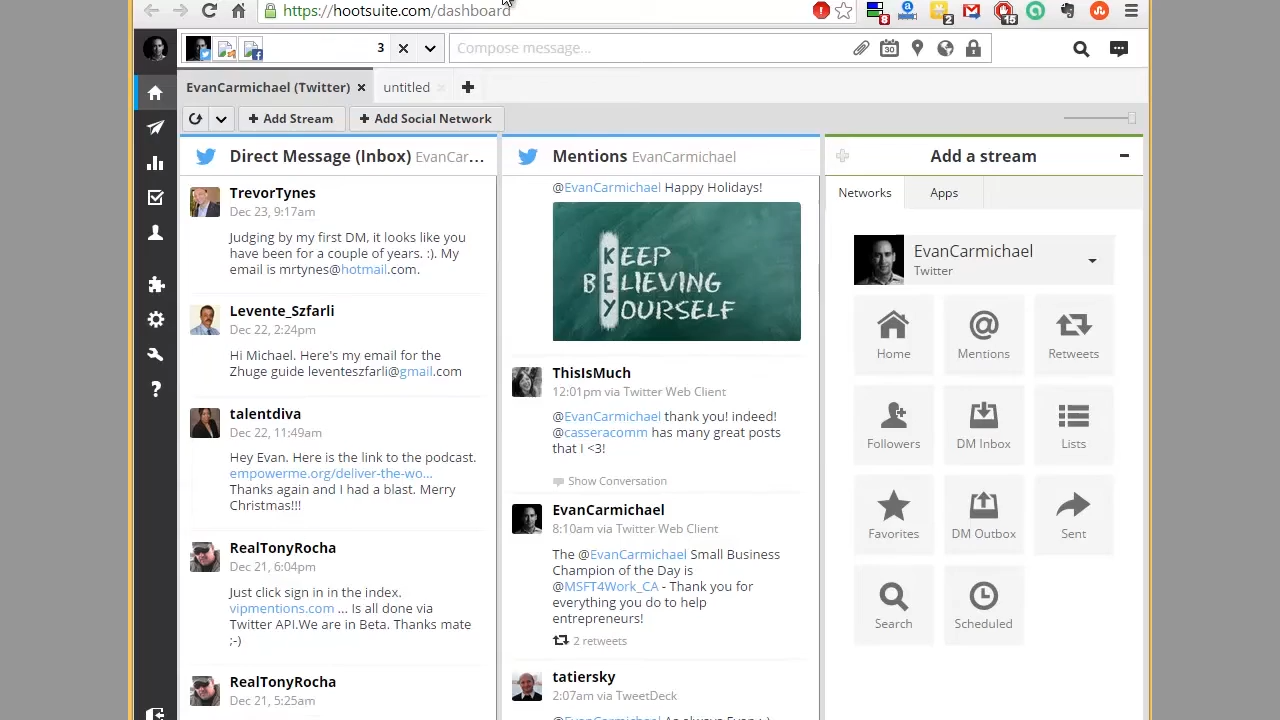 https://hootsuite.com/dashboard
8
2
15
3
Compose message...
30
EvanCarmichael (Twitter)
untitled
Add Stream
Add Social Network
Direct Message (Inbox) EvanCar...
TrevorTynes
Dec 23, 9:17am
Judging by my first DM, it looks like you
have been for a couple of years. :). My
email is mrtynes@hotmail.com.
Levente_Szfarli
Dec 22, 2:24pm
Hi Michael. Here's my email for the
Zhuge guide leventeszfarli@gmail.com
talentdiva
Dec 22, 11:49am
Hey Evan. Here is the link to the podcast.
empowerme.org/deliver-the-wo...
Thanks again and I had a blast. Merry
Christmas!!!
RealTonyRocha
Dec 21, 6:04pm
Just click sign in in the index.
vipmentions.com ... Is all done via
Twitter API.We are in Beta. Thanks mate
;-)
RealTonyRocha
Dec 21, 5:25am
Mentions EvanCarmichael
@EvanCarmichael Happy Holidays!
KEEP
BELIEVING
YOURSELF
ThisIsMuch
12:01pm via Twitter Web Client
@EvanCarmichael thank you! indeed!
@casseracomm has many great posts
that I <3!
Show Conversation
EvanCarmichael
8:10am via Twitter Web Client
The @EvanCarmichael Small Business
Champion of the Day is
@MSFT4Work_CA - Thank you for
everything you do to help
entrepreneurs!
2 retweets
tatiersky
2:07am via TweetDeck
@EvanCarmichael As always Evan :-)
Add a stream
Networks
Apps
EvanCarmichael
Twitter
Home
Mentions
Retweets
Followers
DM Inbox
Lists
Favorites
DM Outbox
Sent
Search
Scheduled